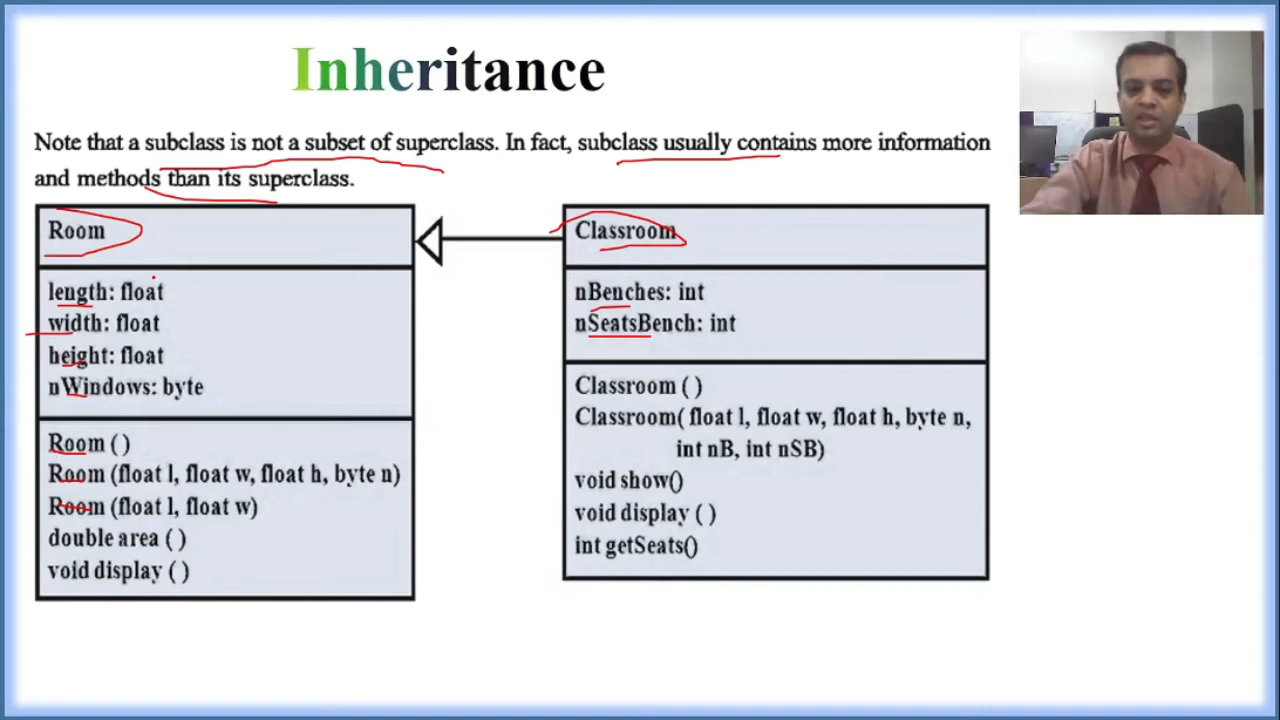 Inheritance
Note that a subclass is not a subset of superclass. In fact, subclass usually contains more information
and methods than its superclass.
Room
length: float
width: float
height: float
nWindows: byte
Room ( )
Room (float l, float w, float h, byte n)
Room (float l, float w)
double area ( )
void display ( )
Classroom
nBenches: int
nSeatsBench: int
Classroom ( )
Classroom( float l, float w, float h, byte n,
int nB, int nSB)
void show()
void display ( )
int getSeats()